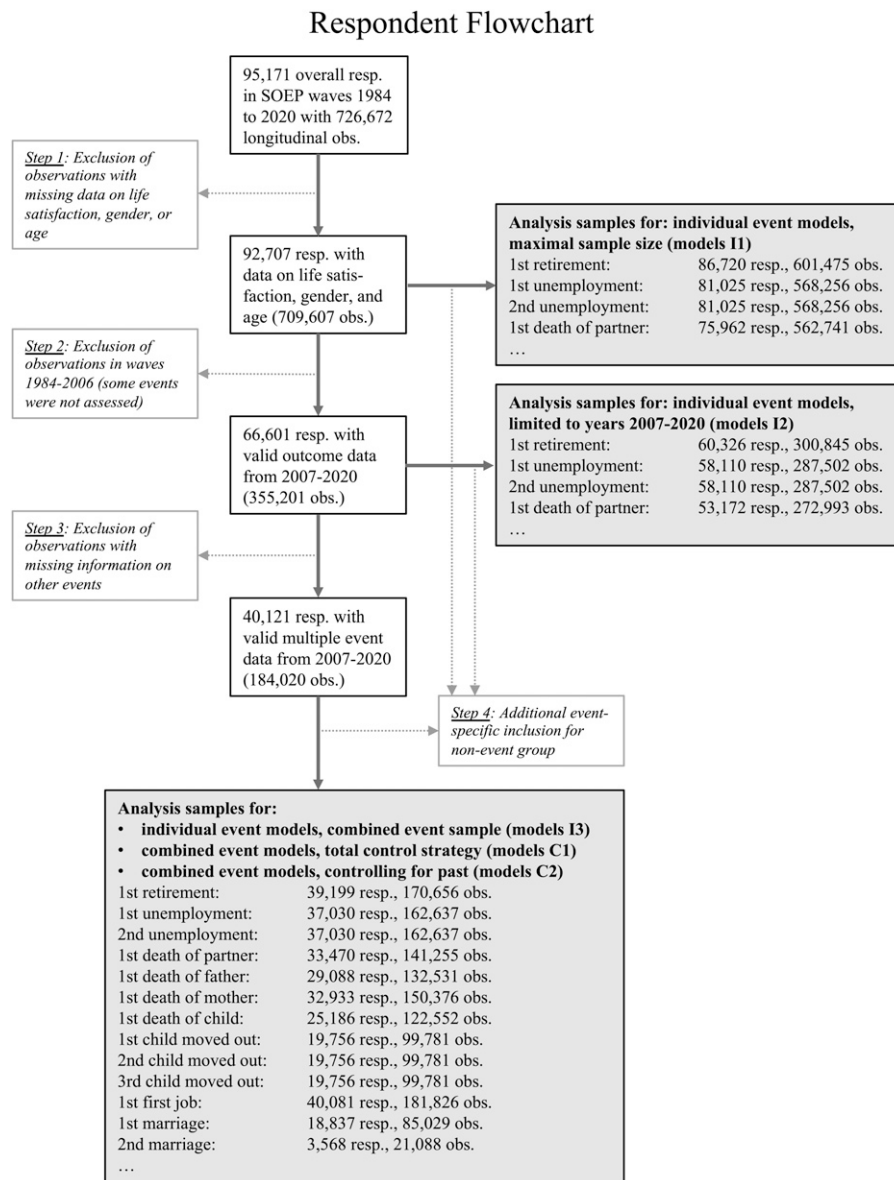 Respondent Flowchart
95,171 overall resp.
in SOEP waves 1984
to 2020 with 726,672
longitudinal obs.
Step 1: Exclusion of
observations with
missing data on life
satisfaction, gender, or
age
92,707 resp. with
data on life satis-
faction, gender, and
age (709,607 obs.)
Analysis samples for: individual event models,
maximal sample size (models I1)
1st retirement: 86,720 resp., 601,475 obs.
1st unemployment: 81,025 resp., 568,256 obs.
2nd unemployment: 81,025 resp., 568,256 obs.
1st death of partner: 75,962 resp., 562,741 obs.
…
Step 2: Exclusion of
observations in waves
1984-2006 (some events
were not assessed)
66,601 resp. with
valid outcome data
from 2007-2020
(355,201 obs.)
Analysis samples for: individual event models,
limited to years 2007-2020 (models I2)
1st retirement: 60,326 resp., 300,845 obs.
1st unemployment: 58,110 resp., 287,502 obs.
2nd unemployment: 58,110 resp., 287,502 obs.
1st death of partner: 53,172 resp., 272,993 obs.
…
Step 3: Exclusion of
observations with
missing information on
other events
40,121 resp. with
valid multiple event
data from 2007-2020
(184,020 obs.)
Step 4: Additional event-
specific inclusion for
non-event group
Analysis samples for:
• individual event models, combined event sample (models I3)
• combined event models, total control strategy (models C1)
• combined event models, controlling for past (models C2)
1st retirement: 39,199 resp., 170,656 obs.
1st unemployment: 37,030 resp., 162,637 obs.
2nd unemployment: 37,030 resp., 162,637 obs.
1st death of partner: 33,470 resp., 141,255 obs.
1st death of father: 29,088 resp., 132,531 obs.
1st death of mother: 32,933 resp., 150,376 obs.
1st death of child: 25,186 resp., 122,552 obs.
1st child moved out: 19,756 resp., 99,781 obs.
2nd child moved out: 19,756 resp., 99,781 obs.
3rd child moved out: 19,756 resp., 99,781 obs.
1st first job: 40,081 resp., 181,826 obs.
1st marriage: 18,837 resp., 85,029 obs.
2nd marriage: 3,568 resp., 21,088 obs.
…